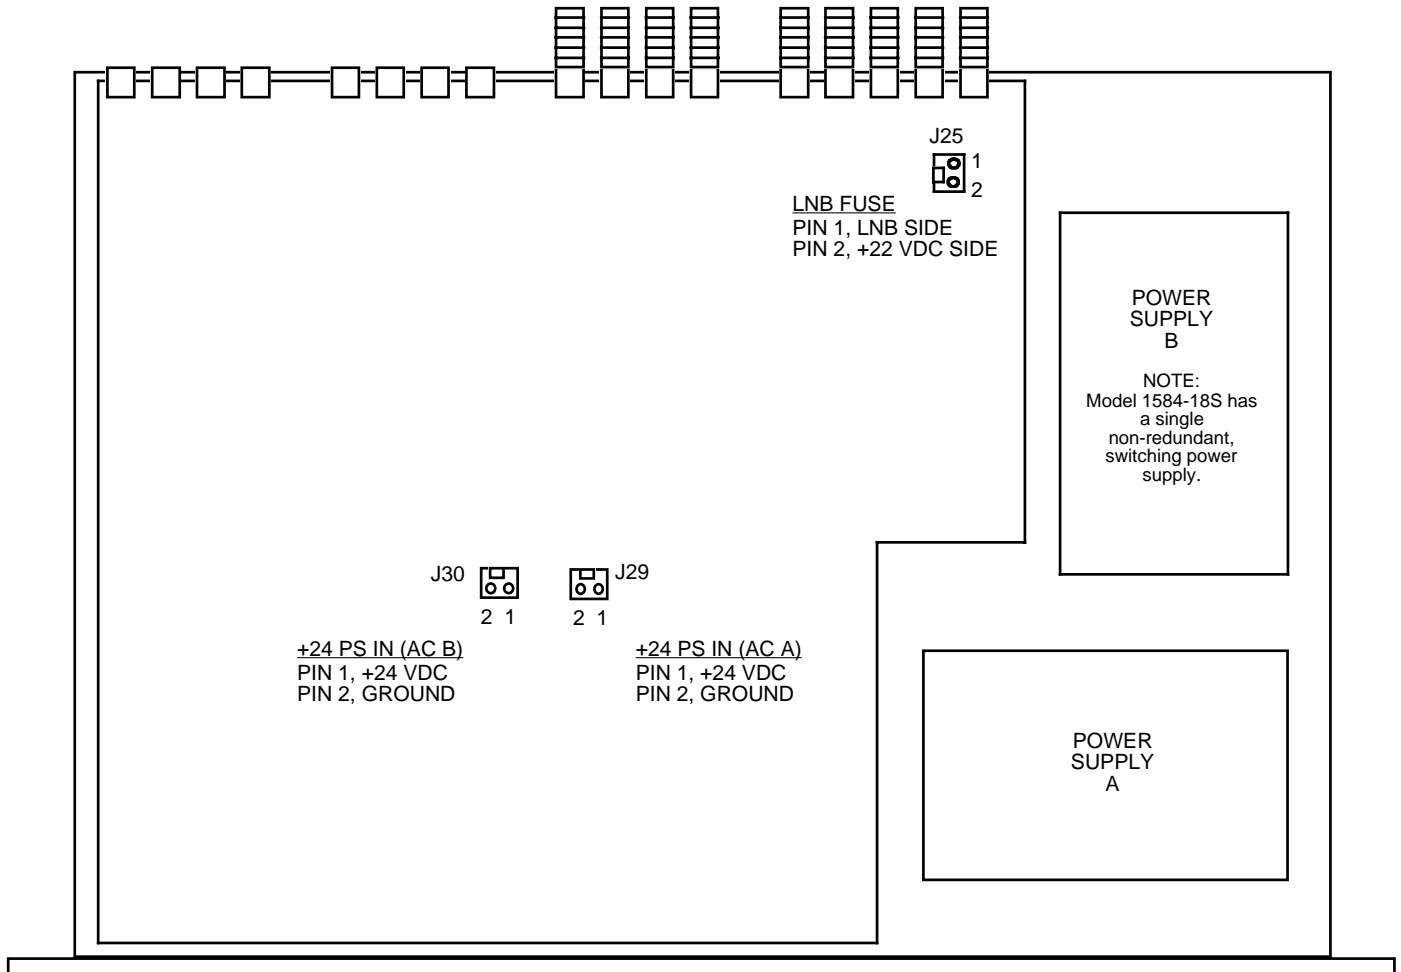 J25
1
2
LNB FUSE
PIN 1, LNB SIDE
PIN 2, +22 VDC SIDE
POWER
SUPPLY
B
NOTE:
Model 1584-18S has
a single
non-redundant,
switching power
supply.
J30
2 1
J29
2 1
+24 PS IN (AC B)
PIN 1, +24 VDC
PIN 2, GROUND
+24 PS IN (AC A)
PIN 1, +24 VDC
PIN 2, GROUND
POWER
SUPPLY
A